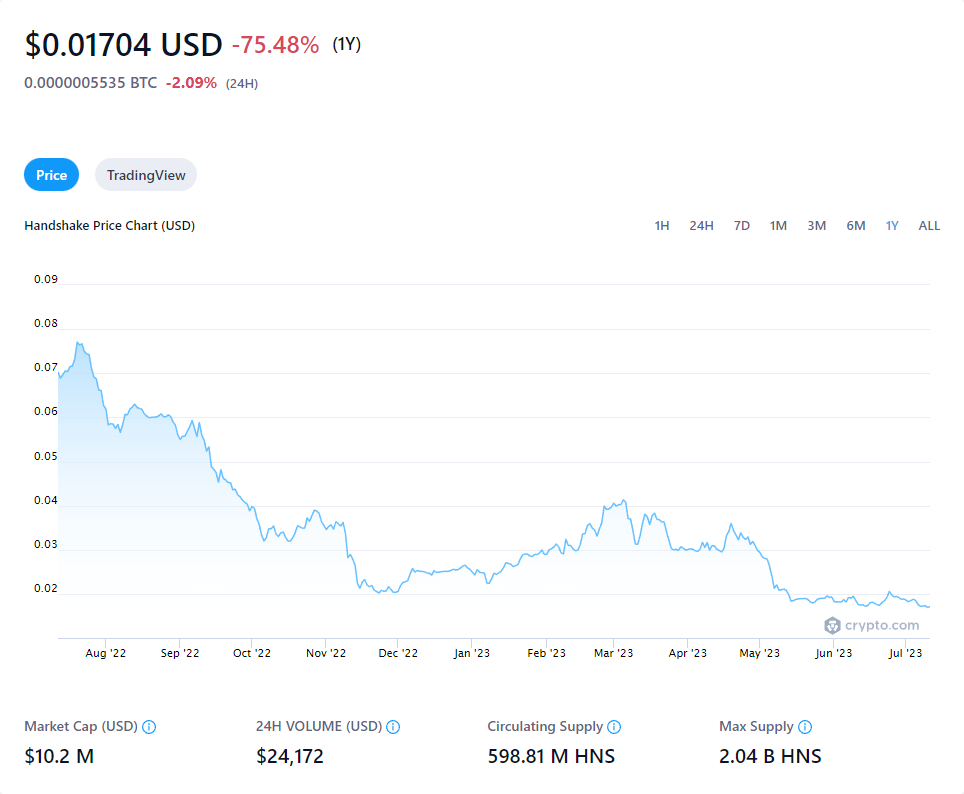 $0.01704 USD -75.48% (1Y)
0.0000005535 BTC -2.09% (24H)
Price TradingView
Handshake Price Chart (USD) 1H 24H 7D 1M 3M 6M 1Y ALL
0.09
0.08
0.07
0.06
0.05
0.04
0.03
0.02
crypto.com
Aug '22 Sep '22 Oct '22 Nov '22 Dec '22 Jan '23 Feb '23 Mar '23 Apr '23 May '23 Jun '23 Jul '23
Market Cap (USD) 24H VOLUME (USD) Circulating Supply Max Supply
$10.2 M $24,172 598.81 M HNS 2.04 B HNS